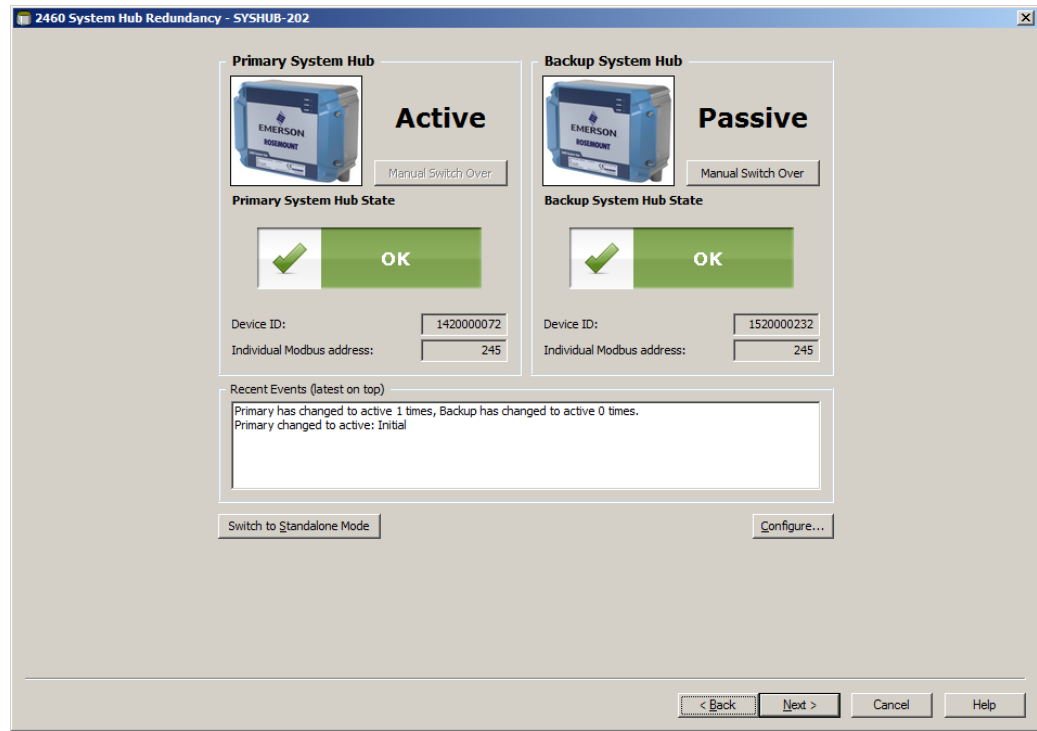 2460 System Hub Redundancy - SYSHUB-202
Primary System Hub
EMERSON
ROSEMOUNT
Active
Manual Switch Over
Primary System Hub State
OK
Device ID: 1420000072
Individual Modbus address: 245
Backup System Hub
EMERSON
ROSEMOUNT
Passive
Manual Switch Over
Backup System Hub State
OK
Device ID: 1520000232
Individual Modbus address: 245
Recent Events (latest on top)
Primary has changed to active 1 times, Backup has changed to active 0 times.
Primary changed to active: Initial
Switch to Standalone Mode
Configure...
< Back
Next >
Cancel
Help